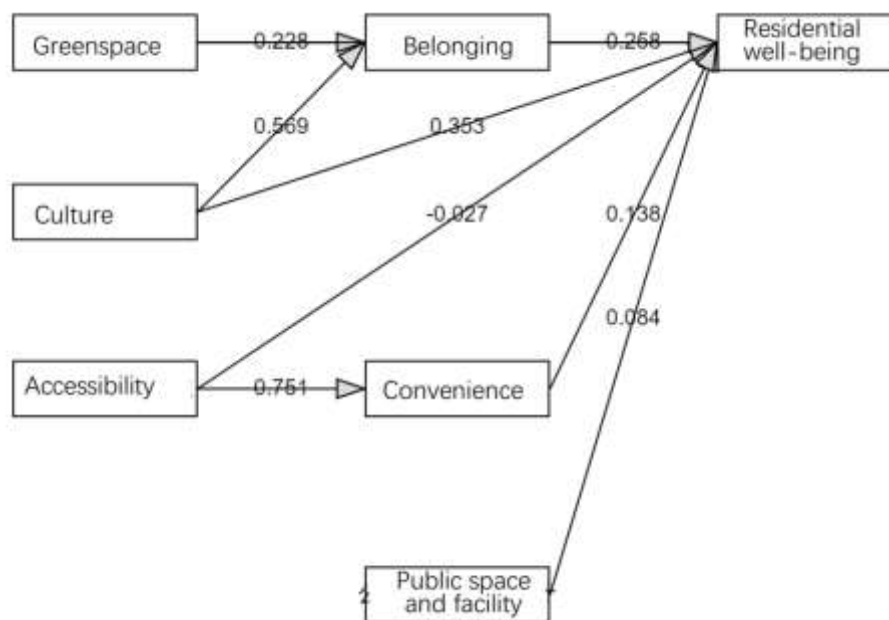 Greenspace
0.228
Belonging
0.258
Residential
well-being
0.569
0.353
Culture
-0.027
0.138
0.084
Accessibility
0.751
Convenience
Public space
and facility